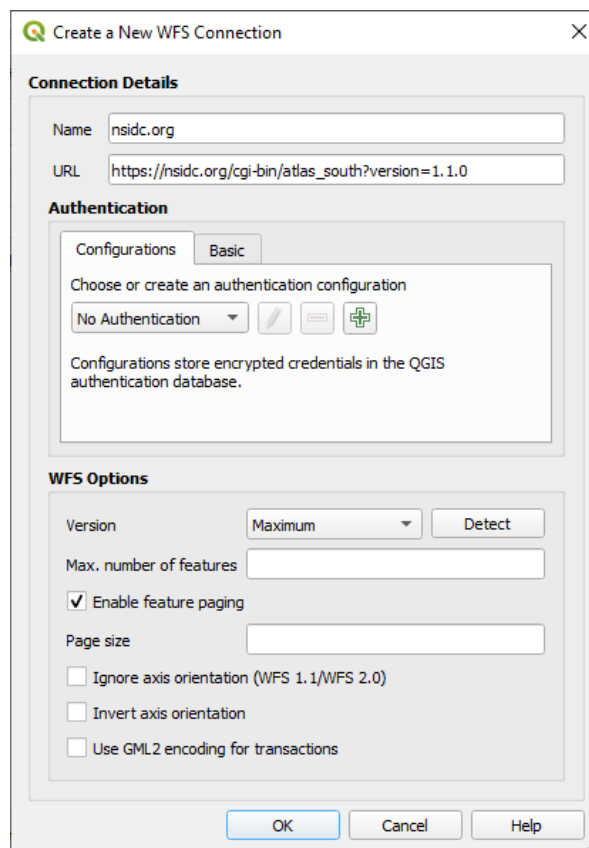 Create a New WFS Connection
Connection Details
Name nsidc.org
URL https://nsidc.org/cgi-bin/atlas_south?version=1.1.0
Authentication
Configurations Basic
Choose or create an authentication configuration
No Authentication
Configurations store encrypted credentials in the QGIS
authentication database.
WFS Options
Version Maximum Detect
Max. number of features
Enable feature paging
Page size
Ignore axis orientation (WFS 1.1/WFS 2.0)
Invert axis orientation
Use GML2 encoding for transactions
OK Cancel Help